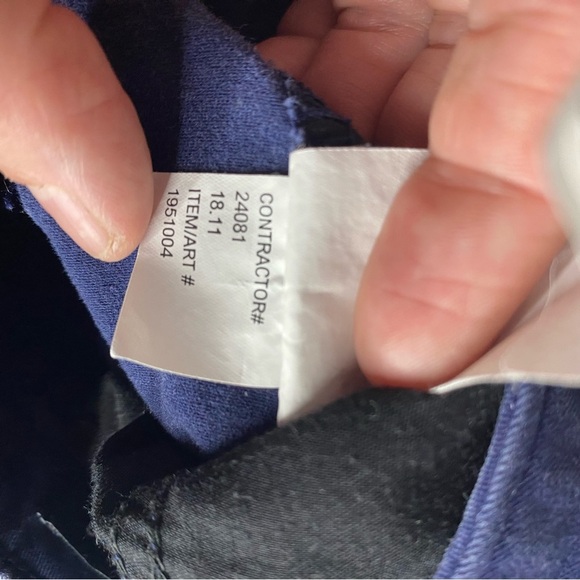 CONTRACTOR#
24081
18.11
ITEM/ART #
1951004